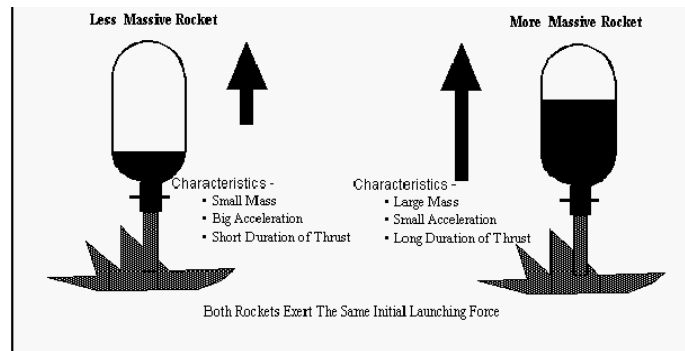 Less Massive Rocket
More Massive Rocket
Characteristics -
• Small Mass
• Big Acceleration
• Short Duration of Thrust
Characteristics -
• Large Mass
• Small Acceleration
• Long Duration of Thrust
Both Rockets Exert The Same Initial Launching Force